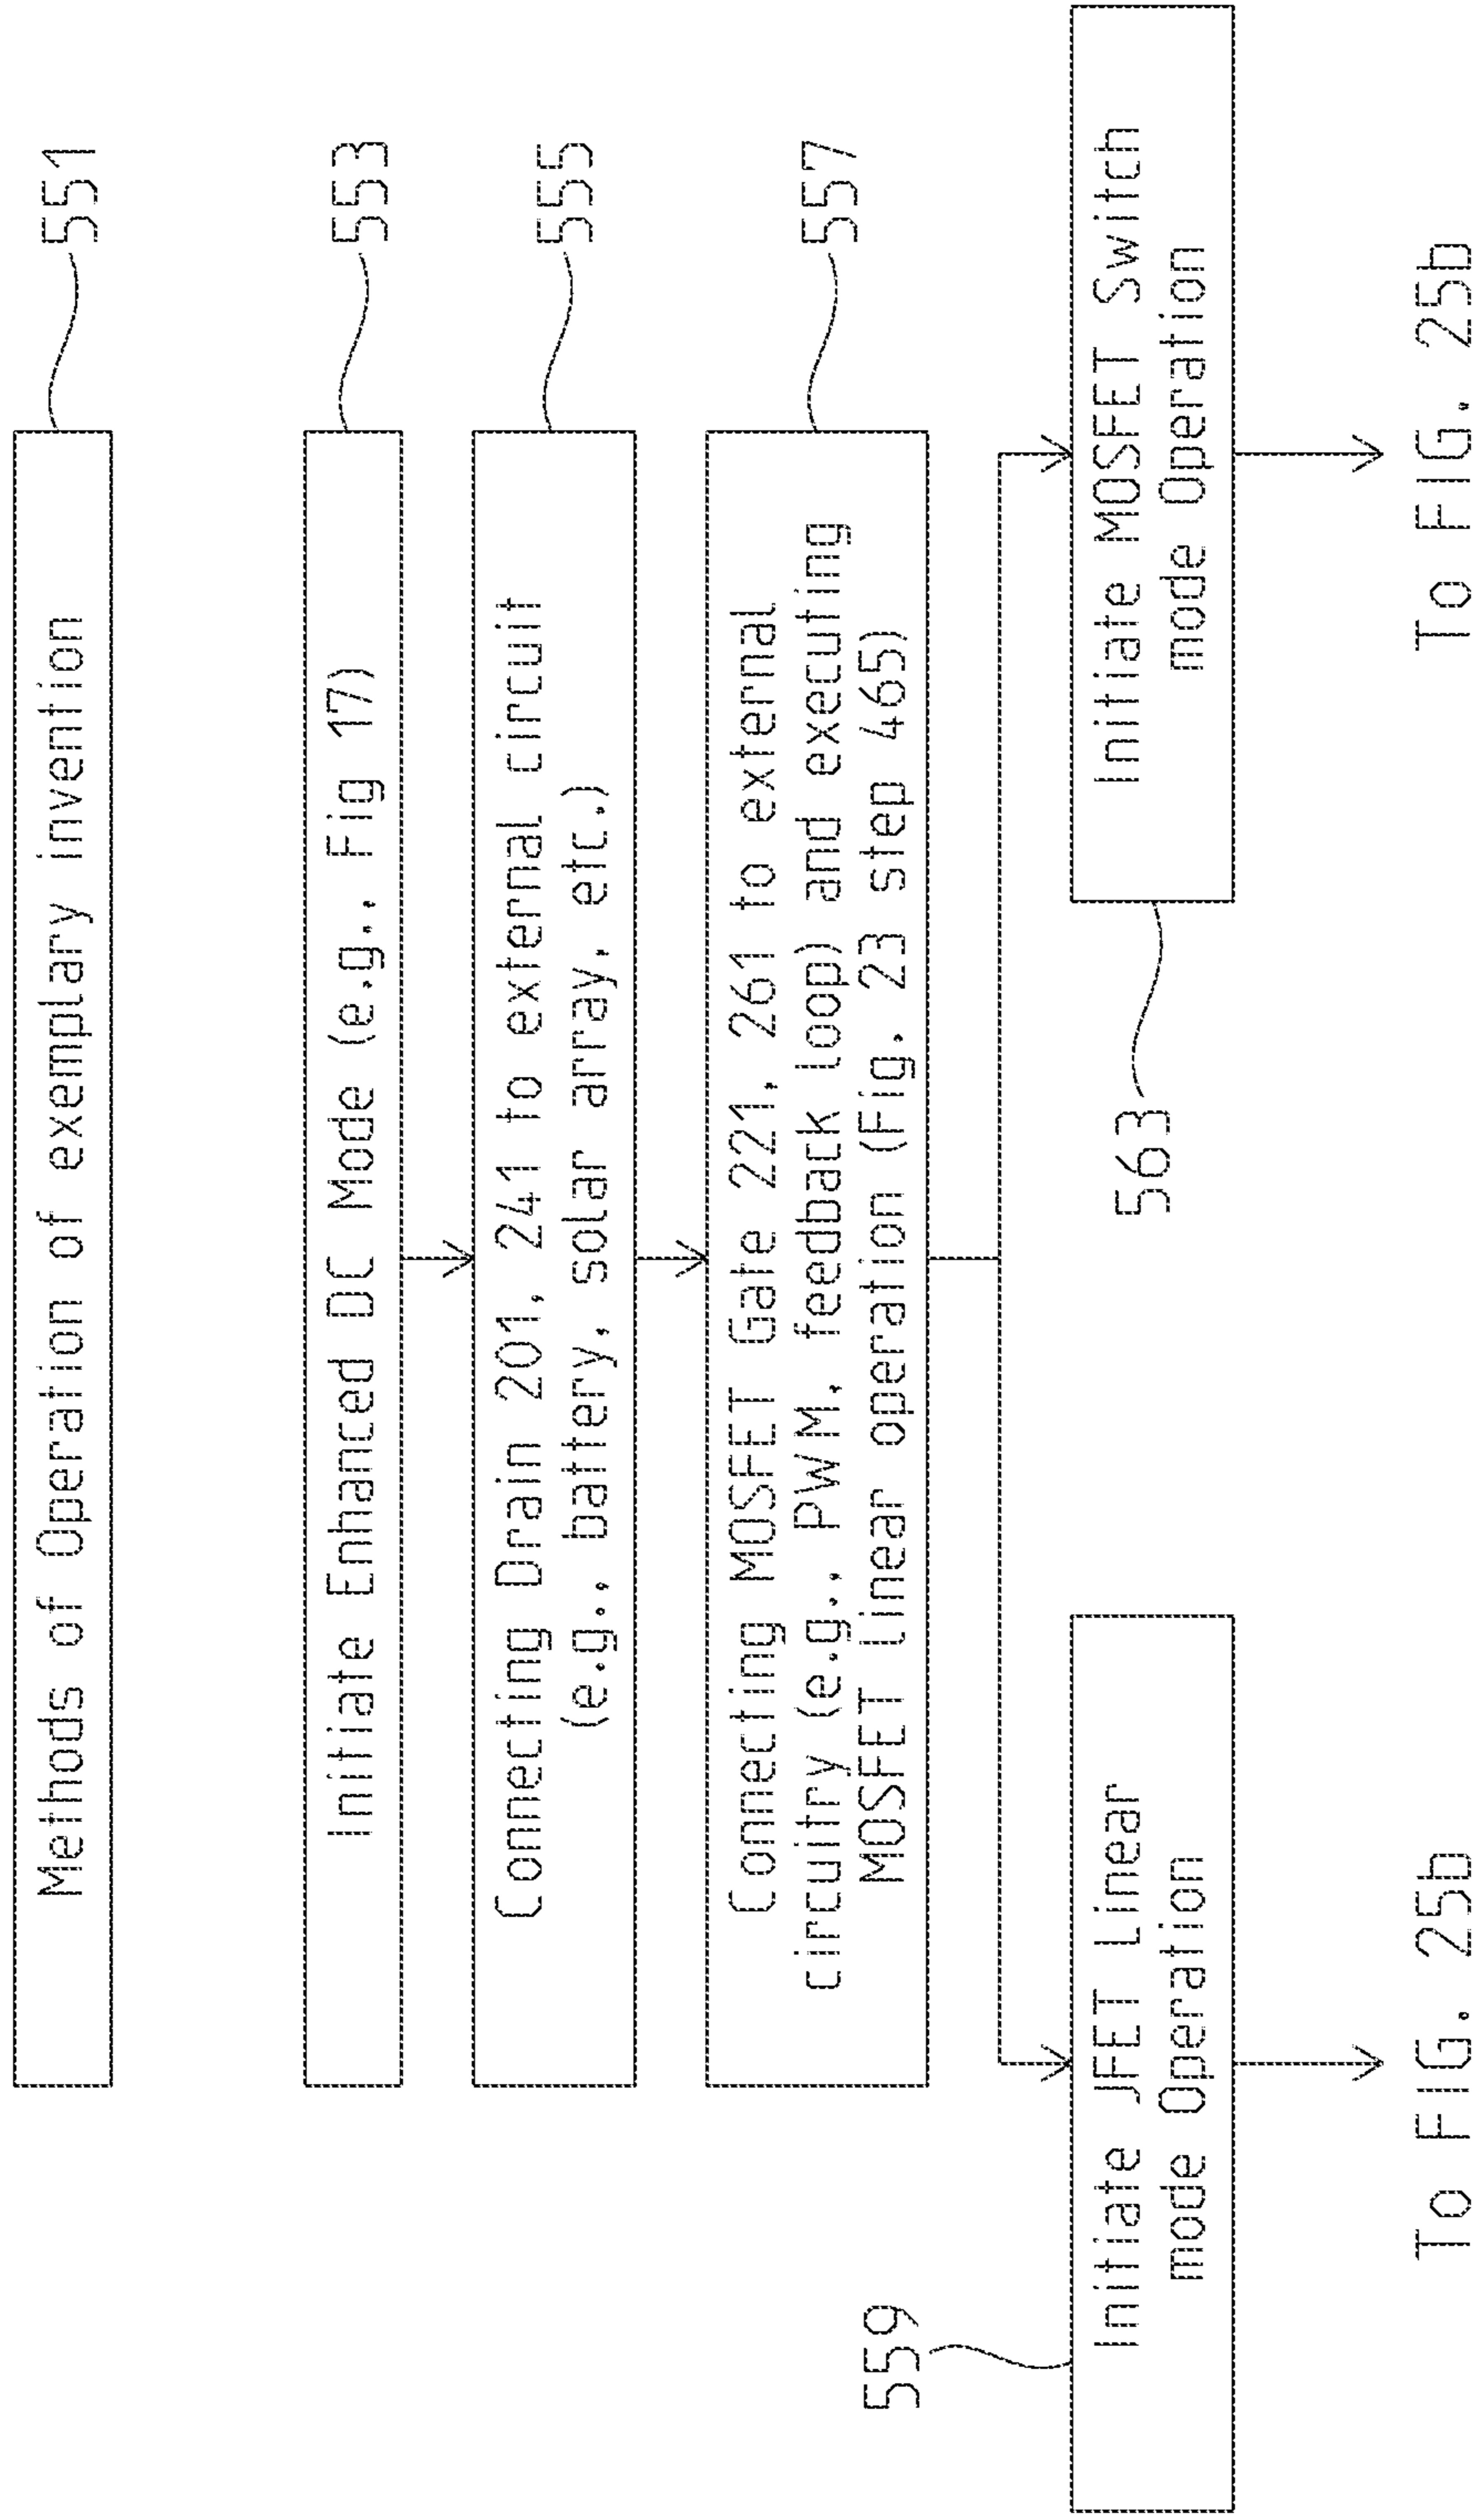 Methods of Operation of exemplary invention
551
Initiate Enhanced DC Mode (e.g., Fig 17)
553
Connecting Drain 201, 241 to external circuit
(e.g., battery, solar array, etc.)
555
Connecting MOSFET Gate 221, 261 to external
circuitry (e.g., PWM, feedback loop) and executing
MOSFET linear operation (Fig. 23 step 465)
557
559
Initiate JFET Linear
mode Operation
563
Initiate MOSFET Switch
mode Operation
To FIG. 25b
To FIG. 25b